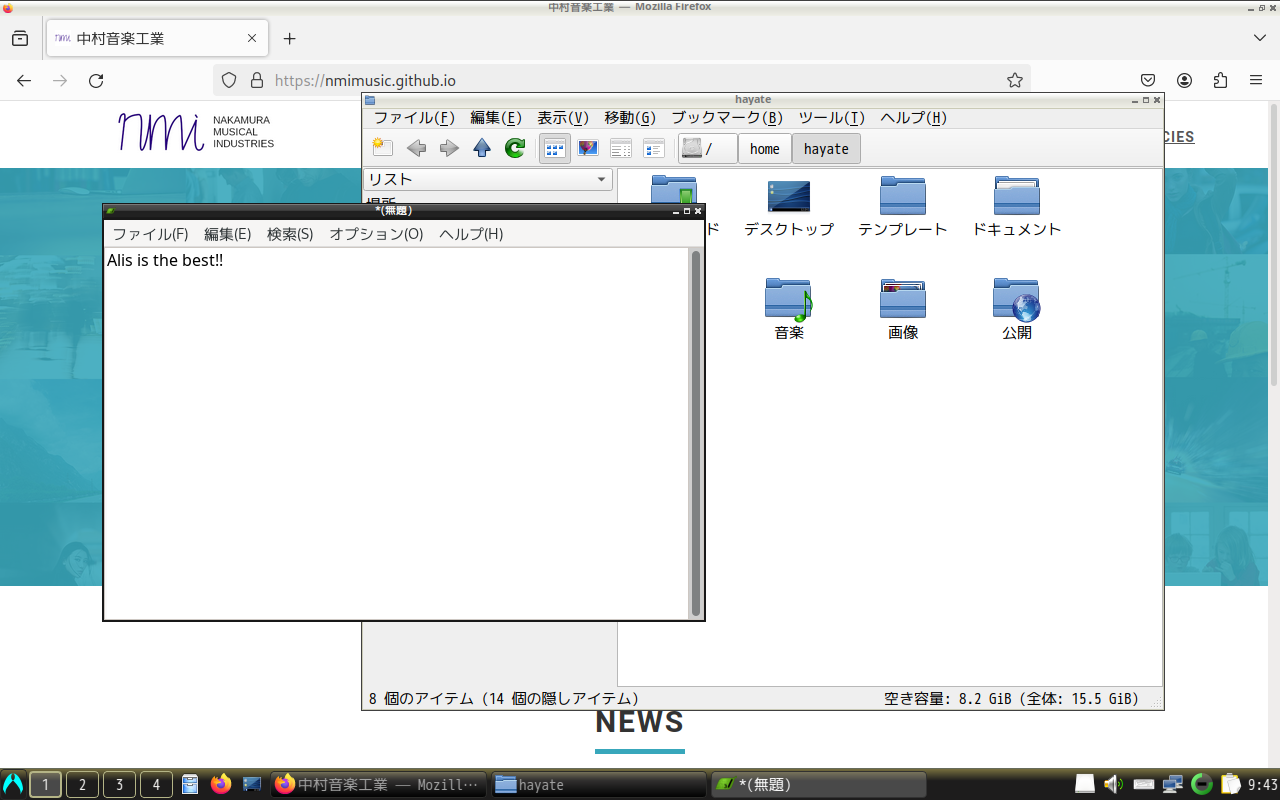 中村音楽工業 — Mozilla Firefox
nmi 中村音楽工業
https://nmimusic.github.io
nmi NAKAMURA
MUSICAL
INDUSTRIES
CIES
hayate
ファイル(F) 編集(E) 表示(V) 移動(G) ブックマーク(B) ツール(T) ヘルプ(H)
/ home hayate
リスト
場所
ド デスクトップ テンプレート ドキュメント
音楽 画像 公開
*(無題)
ファイル(F) 編集(E) 検索(S) オプション(O) ヘルプ(H)
Alis is the best!!
8 個のアイテム (14 個の隠しアイテム) 空き容量: 8.2 GiB (全体: 15.5 GiB)
NEWS
1 2 3 4 中村音楽工業 — Mozill… hayate *(無題) 9:43